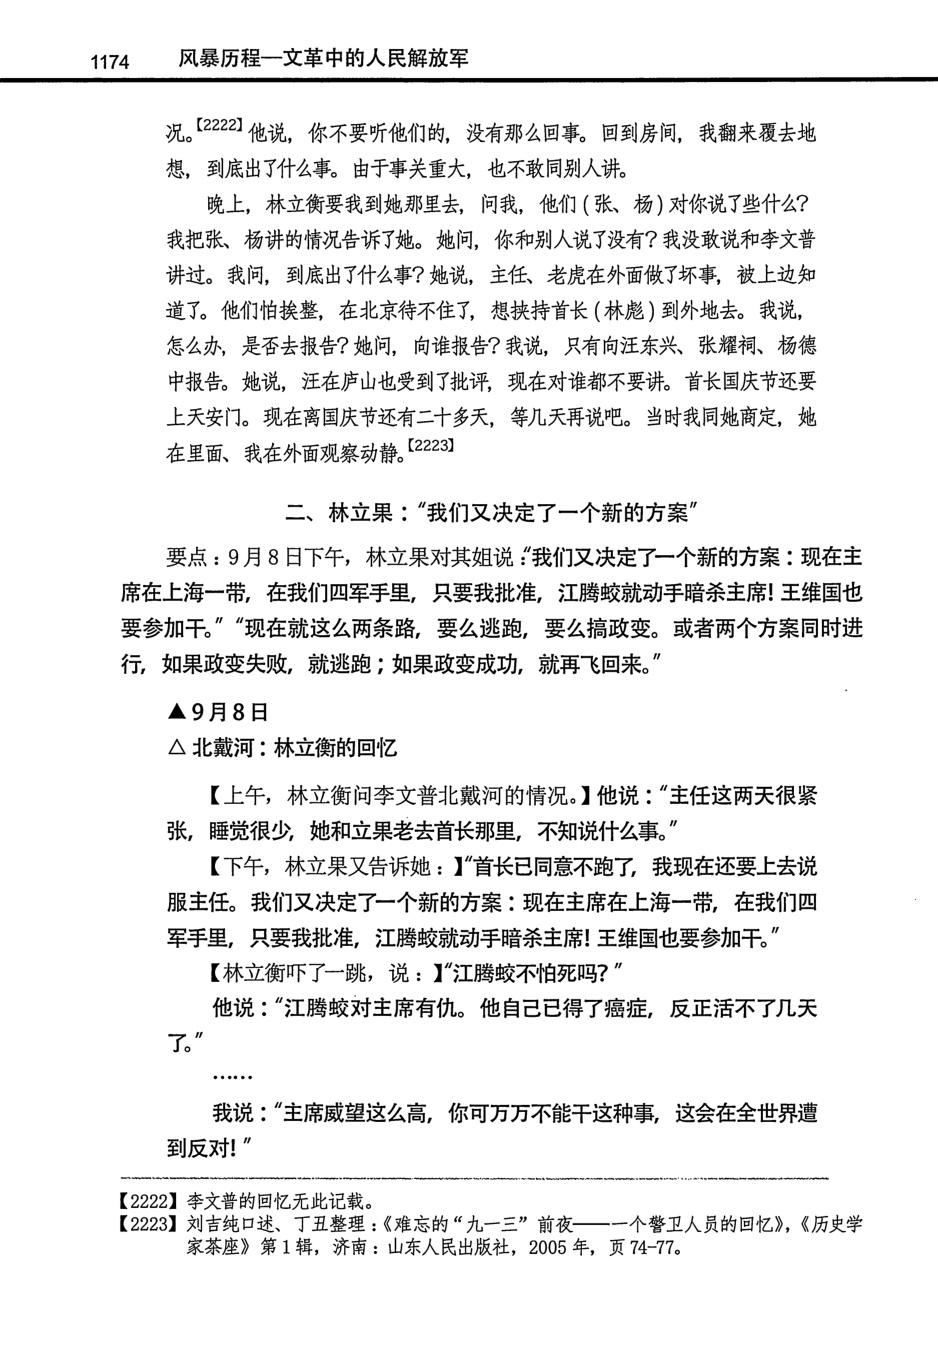 1174 风暴历程—文革中的人民解放军
况。【2222】他说，你不要听他们的，没有那么回事。回到房间，我翻来覆去地
想，到底出了什么事。由于事关重大，也不敢同别人讲。
晚上，林立衡要我到她那里去，问我，他们（张、杨）对你说了些什么？
我把张、杨讲的情况告诉了她。她问，你和别人说了没有？我没敢说和李文普
讲过。我问，到底出了什么事？她说，主任、老虎在外面做了坏事，被上边知
道了。他们怕挨整，在北京待不住了，想挟持首长（林彪）到外地去。我说，
怎么办，是否去报告？她问，向谁报告？我说，只有向汪东兴、张耀祠、杨德
中报告。她说，汪在庐山也受到了批评，现在对谁都不要讲。首长国庆节还要
上天安门。现在离国庆节还有二十多天，等几天再说吧。当时我同她商定，她
在里面、我在外面观察动静。【2223】
二、林立果：“我们又决定了一个新的方案”
要点：9月8日下午，林立果对其姐说：“我们又决定了一个新的方案：现在主
席在上海一带，在我们四军手里，只要我批准，江腾蛟就动手暗杀主席！王维国也
要参加干。”“现在就这么两条路，要么逃跑，要么搞政变。或者两个方案同时进
行，如果政变失败，就逃跑；如果政变成功，就再飞回来。”
▲9月8日
△北戴河：林立衡的回忆
【上午，林立衡问李文普北戴河的情况。】他说：“主任这两天很紧
张，睡觉很少，她和立果老去首长那里，不知说什么事。”
【下午，林立果又告诉她：】“首长已同意不跑了，我现在还要上去说
服主任。我们又决定了一个新的方案：现在主席在上海一带，在我们四
军手里，只要我批准，江腾蛟就动手暗杀主席！王维国也要参加干。”
【林立衡吓了一跳，说：】“江腾蛟不怕死吗？”
他说：“江腾蛟对主席有仇。他自己已得了癌症，反正活不了几天
了。”
……
我说：“主席威望这么高，你可万万不能干这种事，这会在全世界遭
到反对！”
【2222】李文普的回忆无此记载。
【2223】刘吉纯口述、丁丑整理：《难忘的“九一三”前夜——一个警卫人员的回忆》，《历史学
家茶座》第1辑，济南：山东人民出版社，2005年，页74-77。